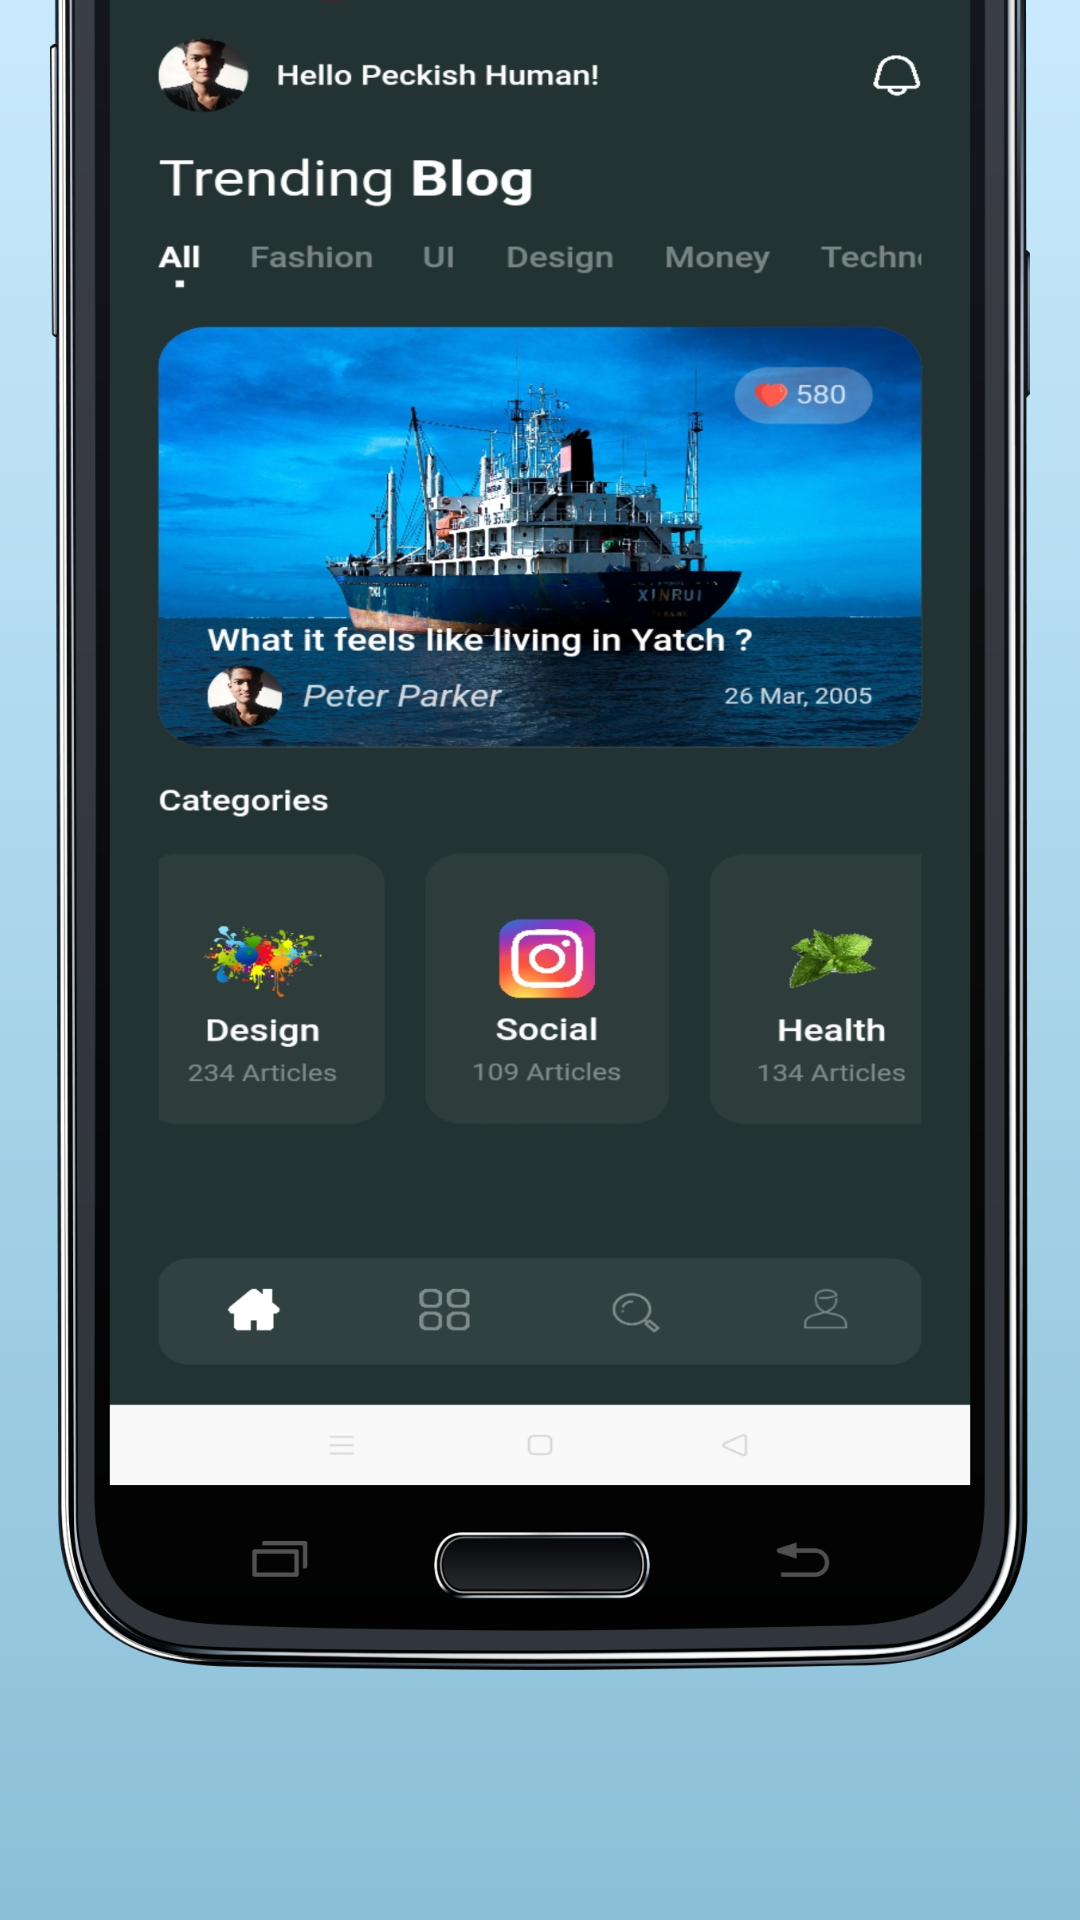 Hello Peckish Human!
Trending Blog
All Fashion UI Design Money Techn
580
XINRUI
What it feels like living in Yatch ?
Peter Parker 26 Mar, 2005
Categories
Design Social Health
234 Articles 109 Articles 134 Articles